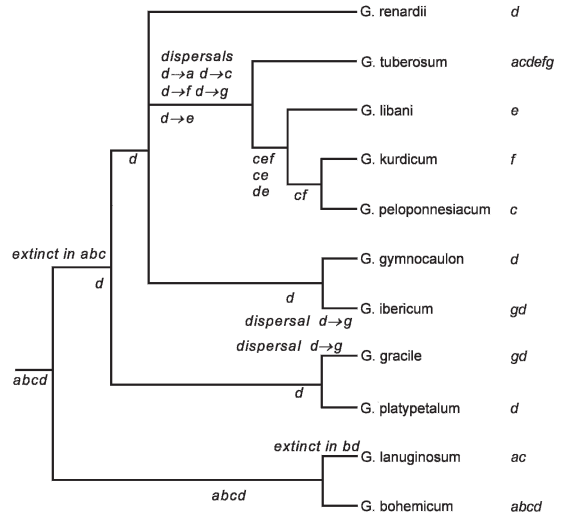 G. renardii d
dispersals
d→a d→c
d→f d→g
d→e
G. tuberosum acdefg
G. libani e
cef
ce
de
G. kurdicum f
cf
G. peloponnesiacum c
d
extinct in abc
d
G. gymnocaulon d
d
G. ibericum gd
dispersal d→g
dispersal d→g
G. gracile gd
abcd
d
G. platypetalum d
extinct in bd
G. lanuginosum ac
abcd
G. bohemicum abcd